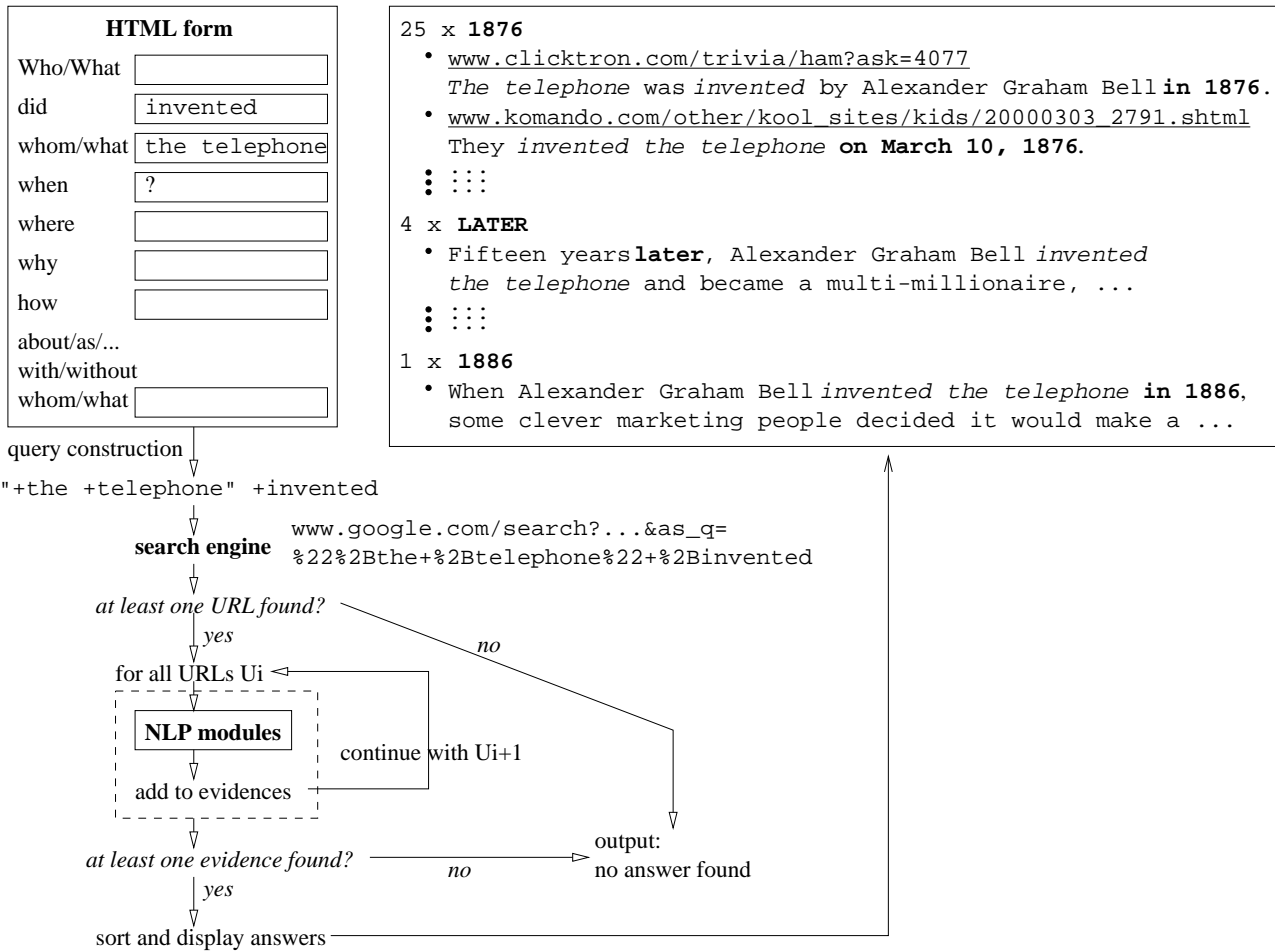 HTML form
Who/What
did invented
whom/what the telephone
when ?
where
why
how
about/as/...
with/without
whom/what
25 x 1876
• www.clicktron.com/trivia/ham?ask=4077
The telephone was invented by Alexander Graham Bell in 1876.
• www.komando.com/other/kool_sites/kids/20000303_2791.shtml
They invented the telephone on March 10, 1876.
4 x LATER
• Fifteen years later, Alexander Graham Bell invented
the telephone and became a multi-millionaire, ...
1 x 1886
• When Alexander Graham Bell invented the telephone in 1886,
some clever marketing people decided it would make a ...
query construction
"+the +telephone" +invented
search engine
www.google.com/search?...&as_q=
%22%2Bthe+%2Btelephone%22+%2Binvented
at least one URL found?
yes
no
for all URLs Ui
NLP modules
continue with Ui+1
add to evidences
at least one evidence found?
no
yes
output:
no answer found
sort and display answers